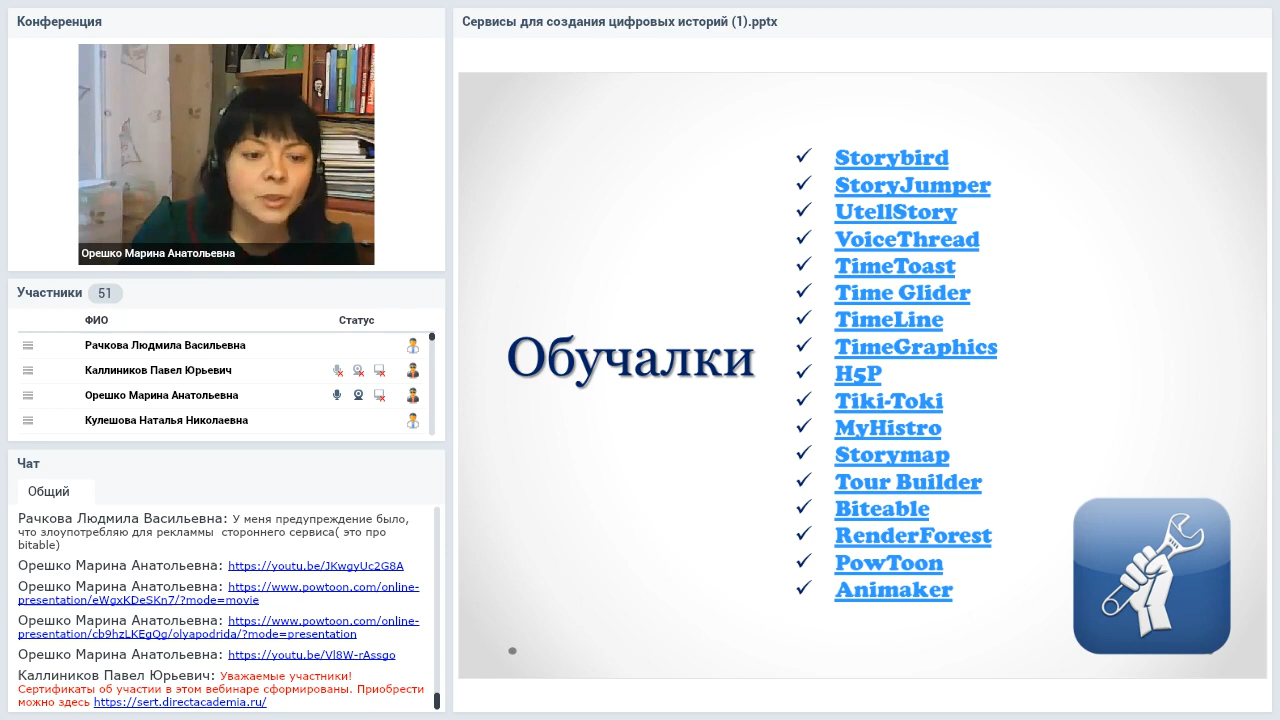 Конференция
Орешко Марина Анатольевна
Участники 51
ФИО Статус
Рачкова Людмила Васильевна
Каллиников Павел Юрьевич
Орешко Марина Анатольевна
Кулешова Наталья Николаевна
Чат
Общий
Рачкова Людмила Васильевна: У меня предупреждение было,
что злоупотребляю для рекламмы стороннего сервиса( это про
bitable)
Орешко Марина Анатольевна: https://youtu.be/JKwgyUc2G8A
Орешко Марина Анатольевна: https://www.powtoon.com/online-
presentation/eWgxKDeSKn7/?mode=movie
Орешко Марина Анатольевна: https://www.powtoon.com/online-
presentation/cb9hzLKEgQg/olyapodrida/?mode=presentation
Орешко Марина Анатольевна: https://youtu.be/Vl8W-rAssgo
Каллиников Павел Юрьевич: Уважаемые участники!
Сертификаты об участии в этом вебинаре сформированы. Приобрести
можно здесь https://sert.directacademia.ru/
Сервисы для создания цифровых историй (1).pptx
Обучалки
Storybird
StoryJumper
UtellStory
VoiceThread
TimeToast
Time Glider
TimeLine
TimeGraphics
H5P
Tiki-Toki
MyHistro
Storymap
Tour Builder
Biteable
RenderForest
PowToon
Animaker